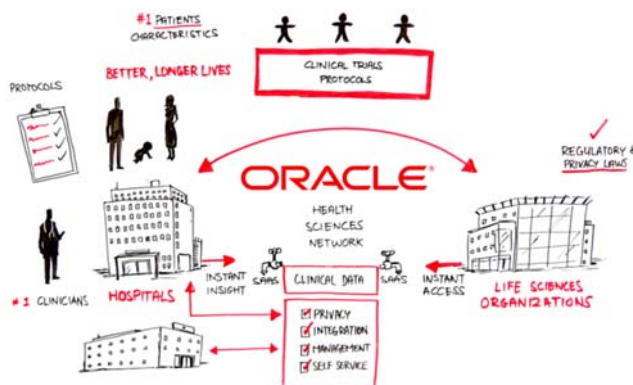 #1 PATIENTS
CHARACTERISTICS
BETTER, LONGER LIVES
CLINICAL TRIALS
PROTOCOLS
PROTOCOLS
REGULATORY &
PRIVACY LAWS
ORACLE®
HEALTH
SCIENCES
NETWORK
INSTANT
INSIGHT
SAAS
CLINICAL DATA
SAAS
INSTANT
ACCESS
#1 CLINICIANS
HOSPITALS
LIFE SCIENCES
ORGANIZATIONS
PRIVACY
INTEGRATION
MANAGEMENT
SELF SERVICE